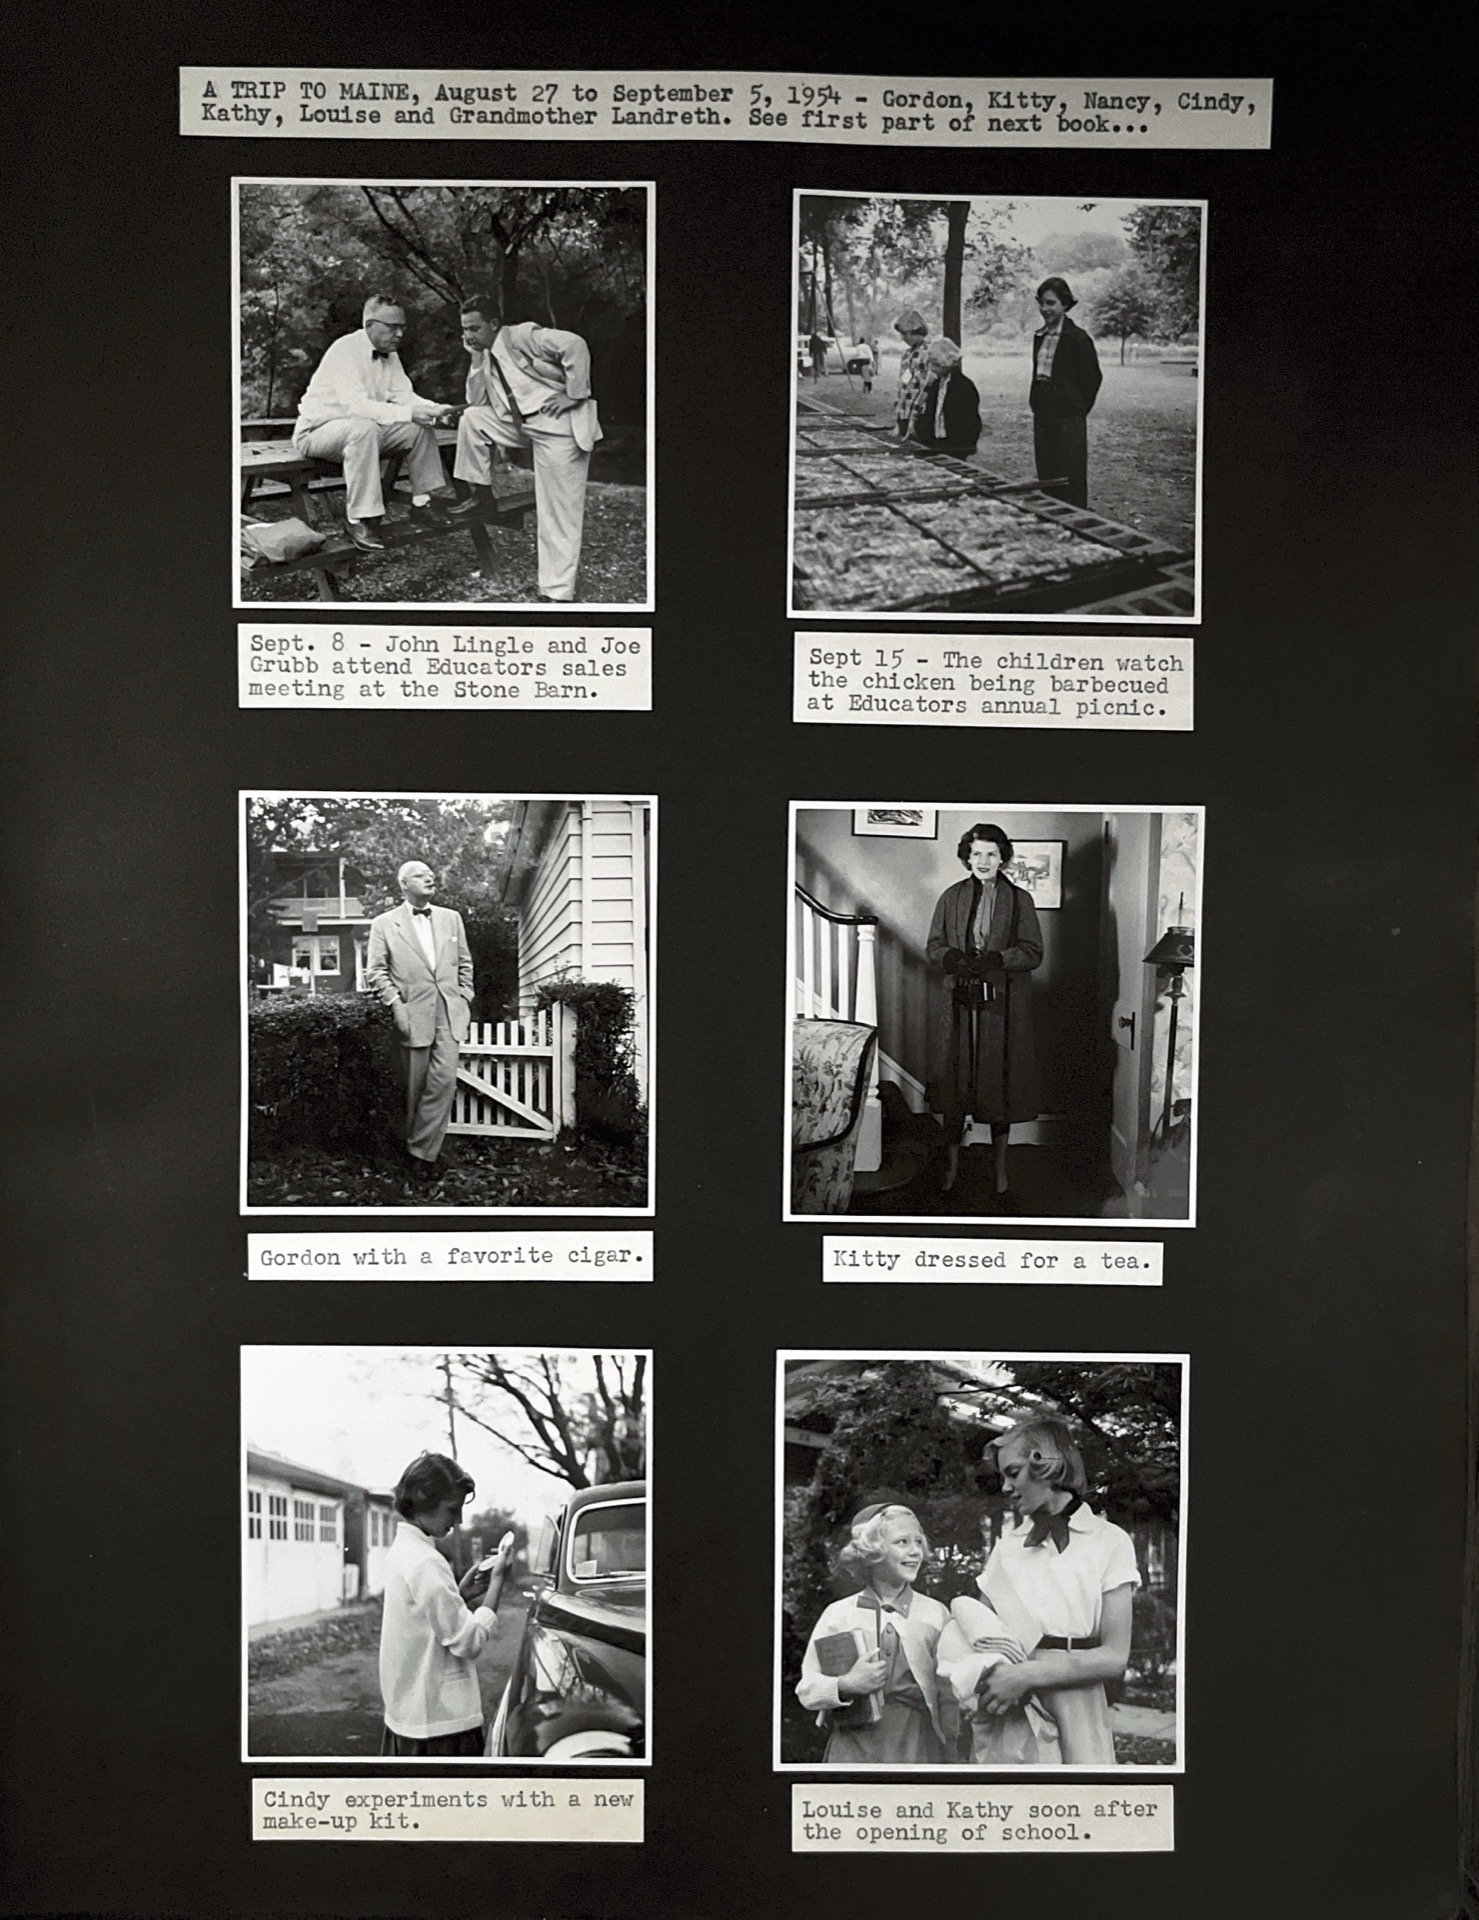 A TRIP TO MAINE, August 27 to September 5, 1954 - Gordon, Kitty, Nancy, Cindy,
Kathy, Louise and Grandmother Landreth. See first part of next book...
Sept. 8 - John Lingle and Joe
Grubb attend Educators sales
meeting at the Stone Barn.
Sept 15 - The children watch
the chicken being barbecued
at Educators annual picnic.
Gordon with a favorite cigar.
Kitty dressed for a tea.
Cindy experiments with a new
make-up kit.
Louise and Kathy soon after
the opening of school.